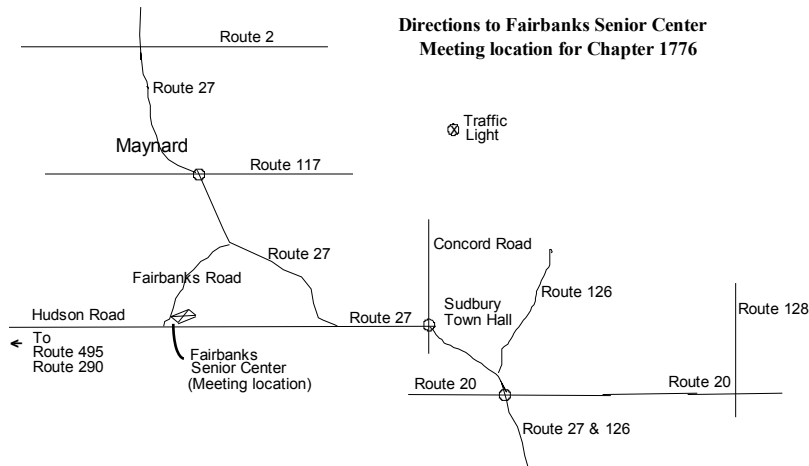 Directions to Fairbanks Senior Center
Meeting location for Chapter 1776
Route 2
Route 27
Traffic
Light
Maynard
Route 117
Concord Road
Route 27
Fairbanks Road
Route 126
Sudbury
Town Hall
Route 128
Hudson Road
Route 27
To
Route 495
Route 290
Fairbanks
Senior Center
(Meeting location)
Route 20
Route 20
Route 27 & 126